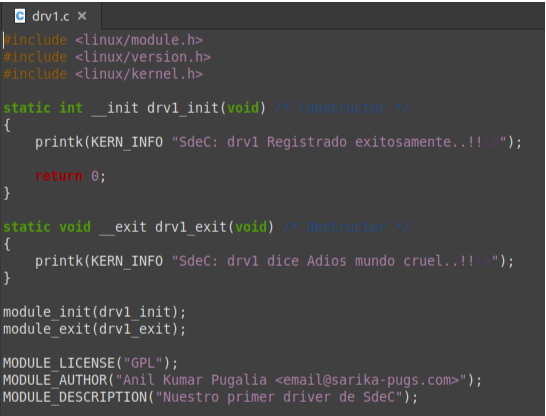 drv1.c ×
#include <linux/module.h>
#include <linux/version.h>
#include <linux/kernel.h>
static int __init drv1_init(void) /* Constructor */
{
printk(KERN_INFO "SdeC: drv1 Registrado exitosamente..!!\n");
return 0;
}
static void __exit drv1_exit(void) /* Destructor */
{
printk(KERN_INFO "SdeC: drv1 dice Adios mundo cruel..!!\n");
}
module_init(drv1_init);
module_exit(drv1_exit);
MODULE_LICENSE("GPL");
MODULE_AUTHOR("Anil Kumar Pugalia <email@sarika-pugs.com>");
MODULE_DESCRIPTION("Nuestro primer driver de SdeC");